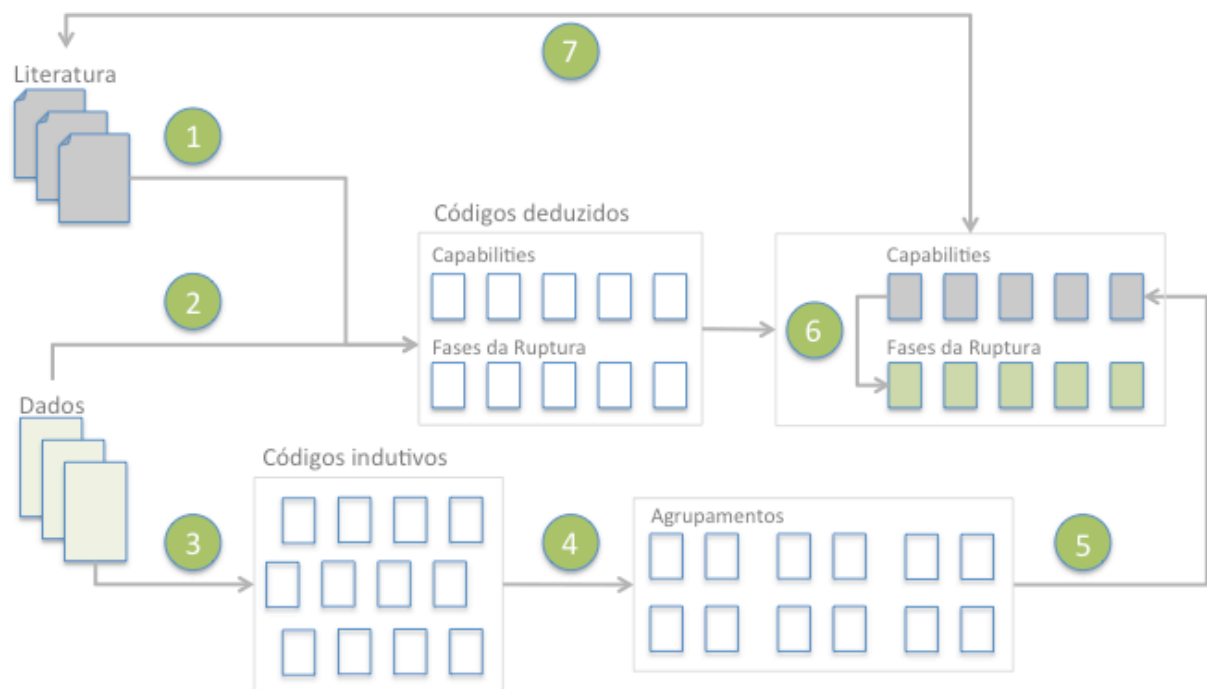 7
Literatura
1
Códigos deduzidos
Capabilities
Capabilities
2
6
Fases da Ruptura
Fases da Ruptura
Dados
Códigos indutivos
Agrupamentos
3
4
5